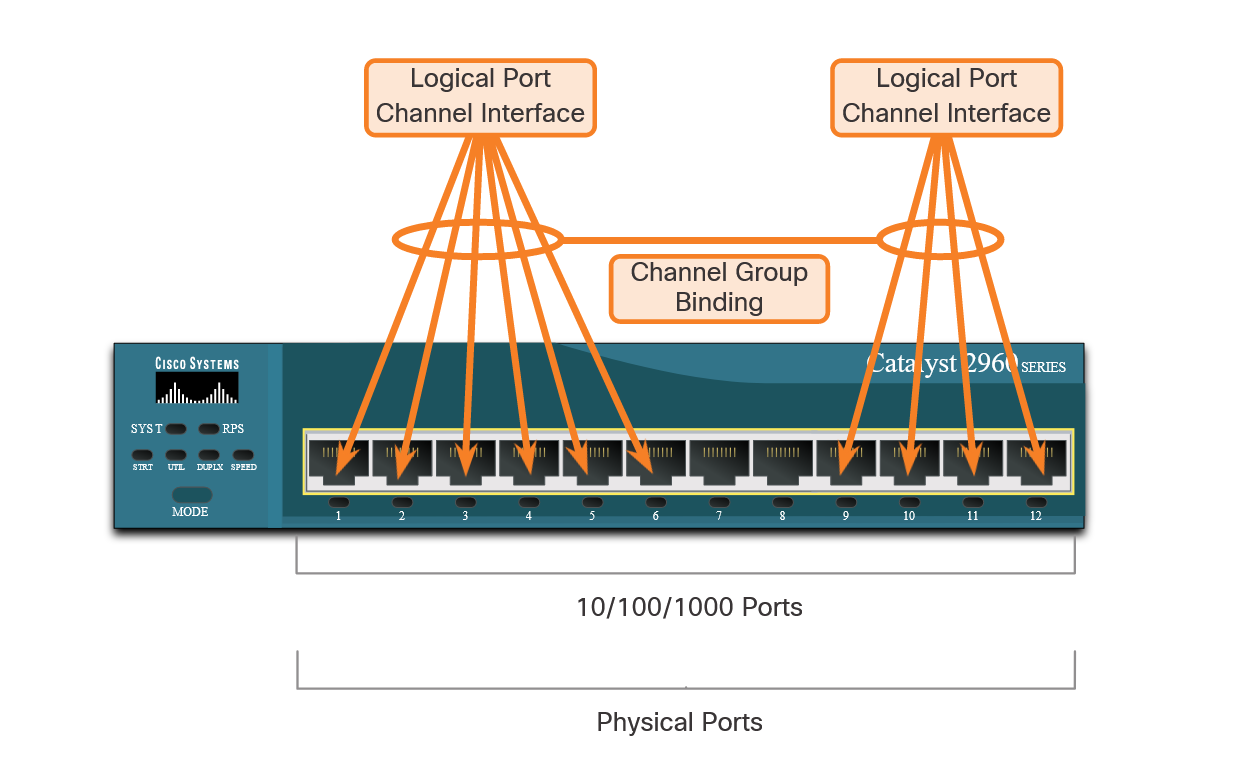 Logical Port
Channel Interface
Logical Port
Channel Interface
Channel Group
Binding
CISCO SYSTEMS
Catalyst 2960 SERIES
SYST RPS
STRT UTIL DUPLX SPEED
MODE
1 2 3 4 5 6 7 8 9 10 11 12
10/100/1000 Ports
Physical Ports